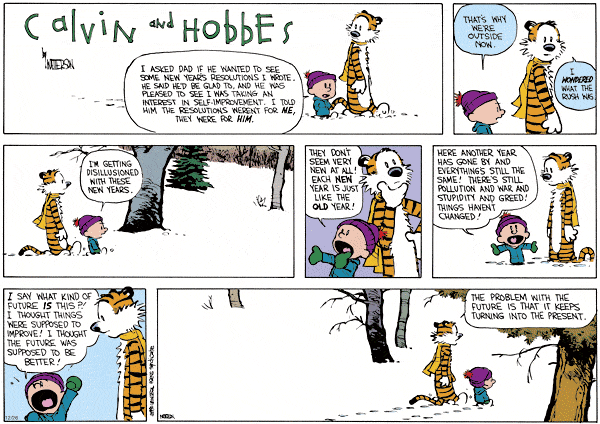 Calvin and Hobbes
by WATTERSON
I ASKED DAD IF HE WANTED TO SEE
SOME NEW YEAR'S RESOLUTIONS I WROTE.
HE SAID HE'D BE GLAD TO, AND HE WAS
PLEASED TO SEE I WAS TAKING AN
INTEREST IN SELF-IMPROVEMENT. I TOLD
HIM THE RESOLUTIONS WEREN'T FOR ME,
THEY WERE FOR HIM.
THAT'S WHY
WE'RE
OUTSIDE
NOW.
I
WONDERED
WHAT THE
RUSH WAS.
I'M GETTING
DISILLUSIONED
WITH THESE
NEW YEARS.
THEY DON'T
SEEM VERY
NEW AT ALL!
EACH NEW
YEAR IS JUST
LIKE THE
OLD YEAR!
HERE ANOTHER YEAR
HAS GONE BY AND
EVERYTHING'S STILL THE
SAME! THERE'S STILL
POLLUTION AND WAR AND
STUPIDITY AND GREED!
THINGS HAVEN'T
CHANGED!
I SAY WHAT KIND OF
FUTURE IS THIS?!
I THOUGHT THINGS
WERE SUPPOSED TO
IMPROVE! I THOUGHT
THE FUTURE WAS
SUPPOSED TO BE
BETTER!
THE PROBLEM WITH THE
FUTURE IS THAT IT KEEPS
TURNING INTO THE PRESENT.